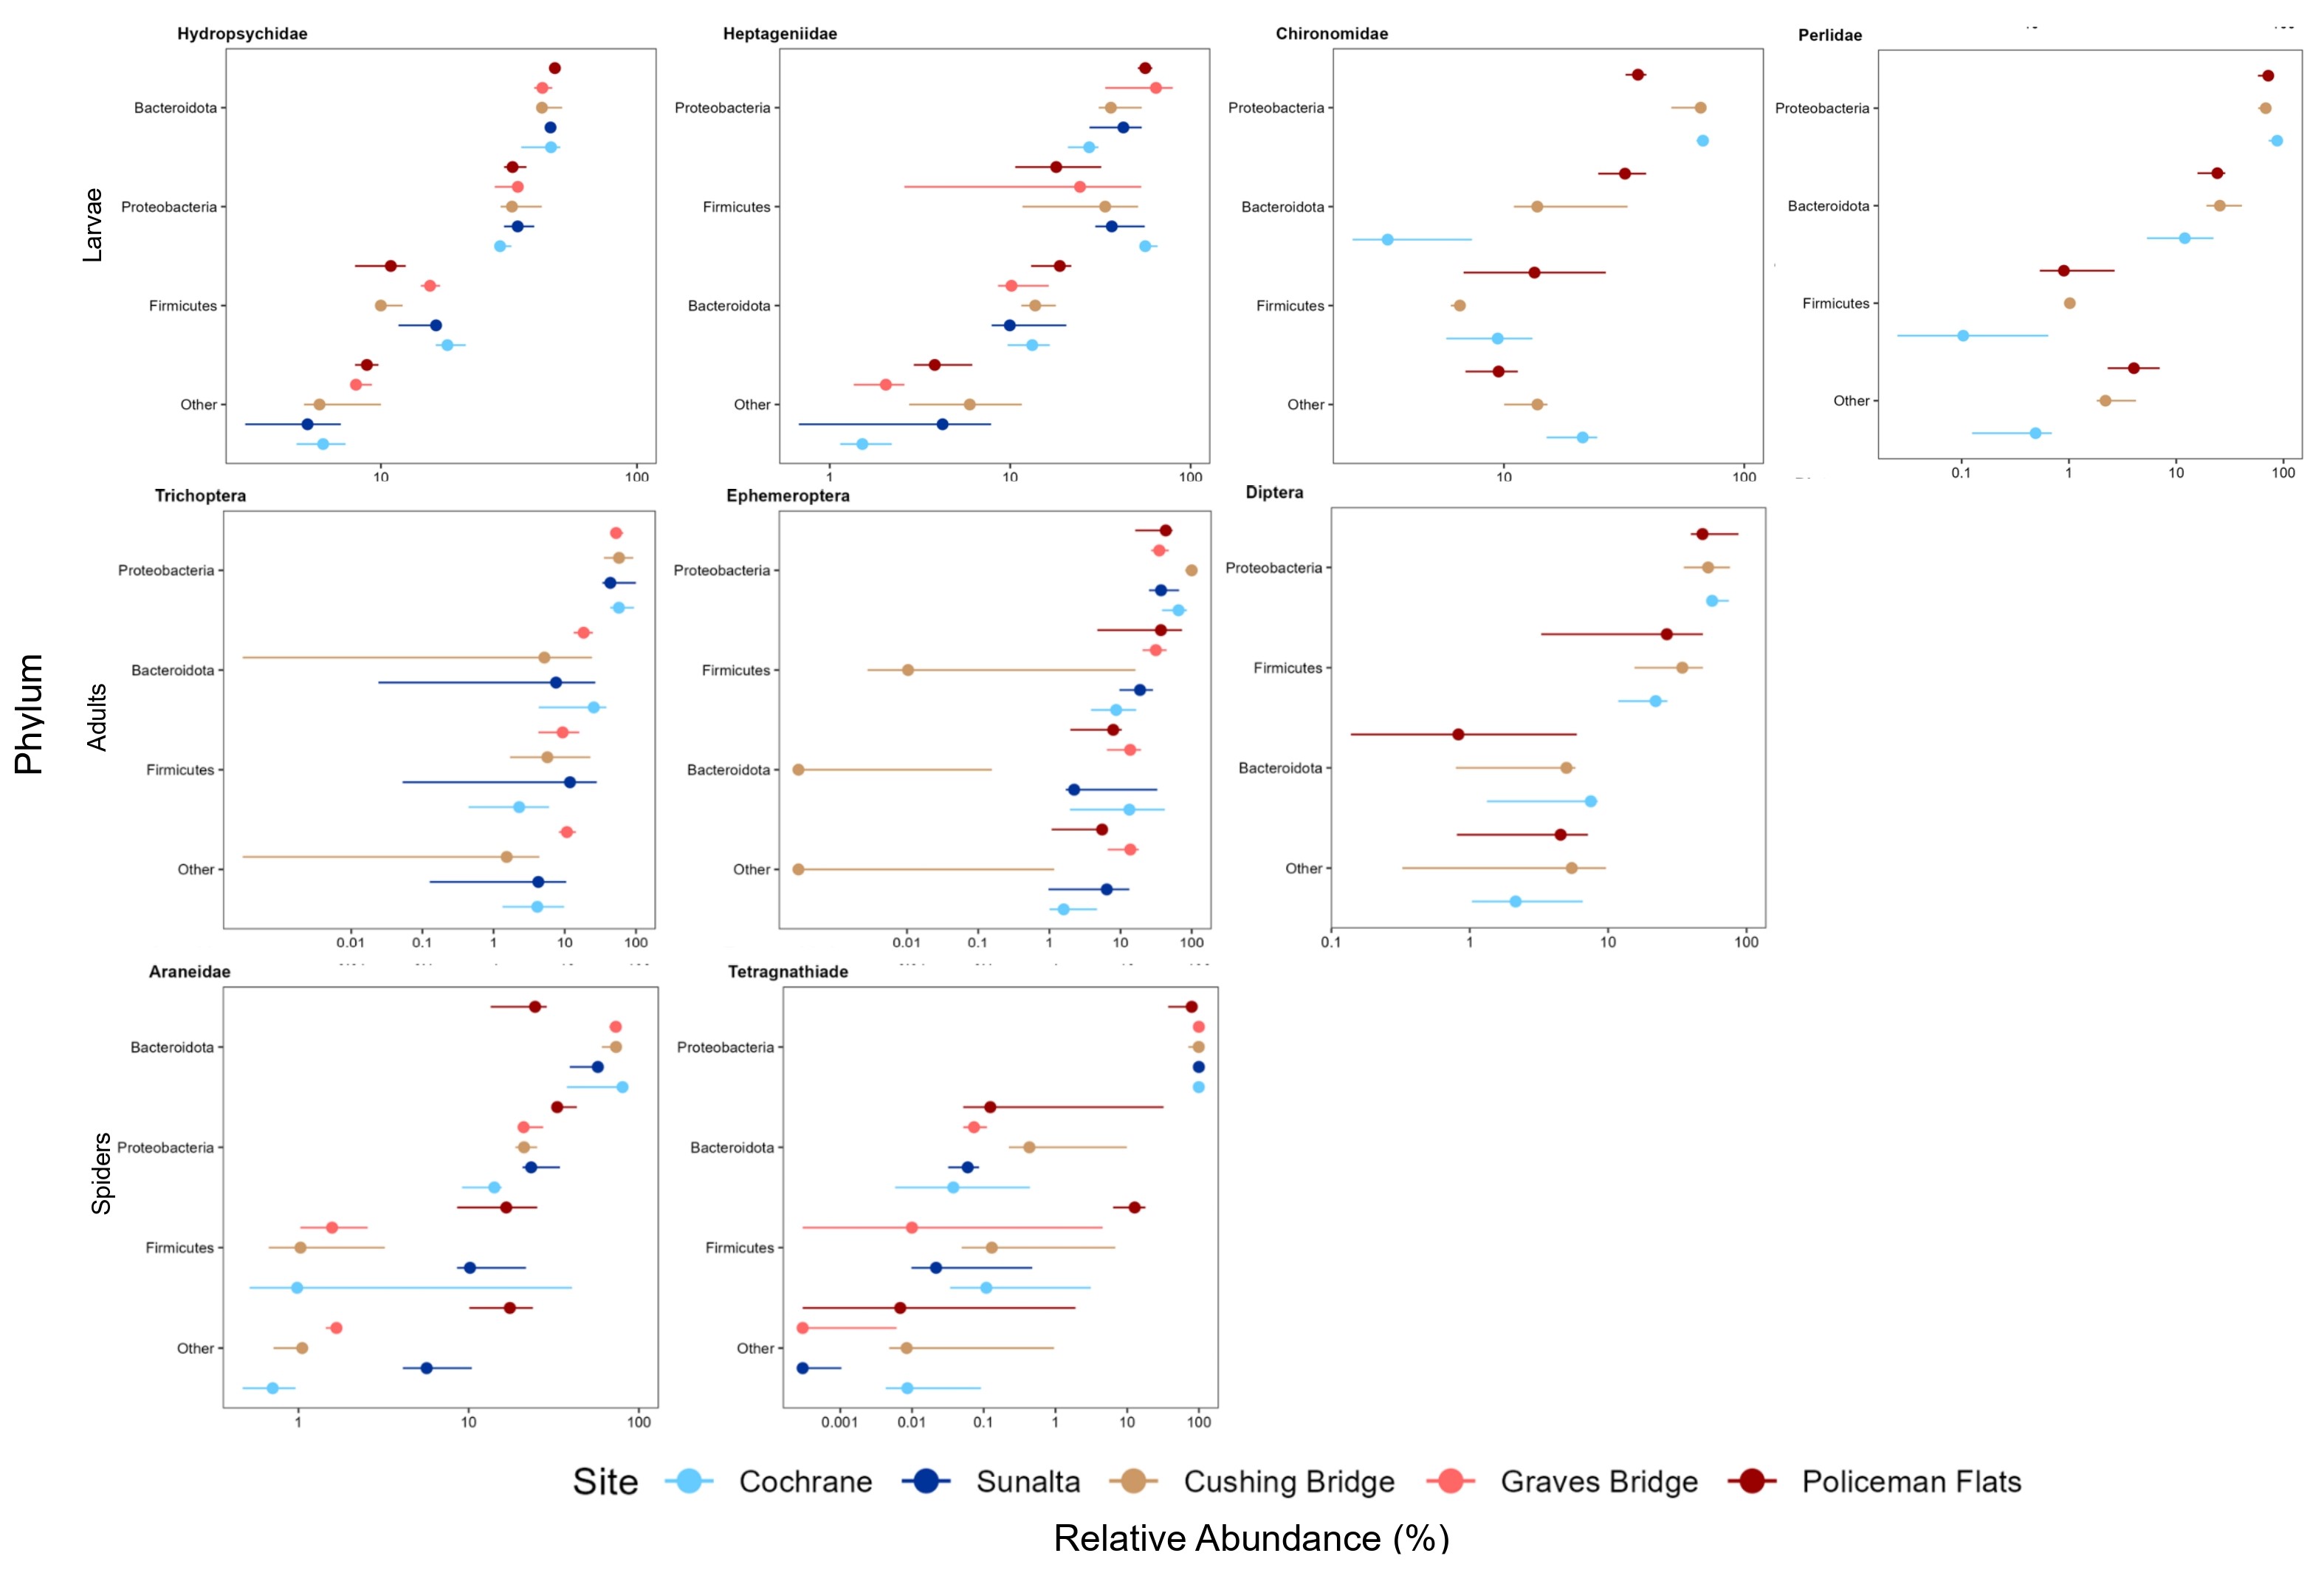 Hydropsychidae Heptageniidae Chironomidae Perlidae
Bacteroidota Proteobacteria Proteobacteria Proteobacteria
Proteobacteria Firmicutes Bacteroidota Bacteroidota
Firmicutes Bacteroidota Firmicutes Firmicutes
Other Other Other Other
Larvae
10 100 1 10 100 10 100 0.1 1 10 100
Trichoptera Ephemeroptera Diptera
Proteobacteria Proteobacteria Proteobacteria
Bacteroidota Firmicutes Firmicutes
Firmicutes Bacteroidota Bacteroidota
Other Other Other
Phylum
Adults
0.01 0.1 1 10 100 0.01 0.1 1 10 100 0.1 1 10 100
Araneidae Tetragnathiade
Bacteroidota Proteobacteria
Proteobacteria Bacteroidota
Firmicutes Firmicutes
Other Other
Spiders
1 10 100 0.001 0.01 0.1 1 10 100
Site Cochrane Sunalta Cushing Bridge Graves Bridge Policeman Flats
Relative Abundance (%)